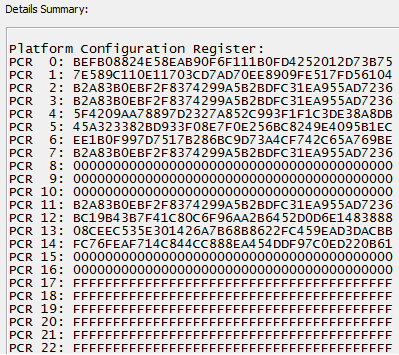 Details Summary:
Platform Configuration Register:
PCR 0: BEFB08824E58EAB90F6F111B0FD4252012D73B75
PCR 1: 7E589C110E11703CD7AD70EE8909FE517FD56104
PCR 2: B2A83B0EBF2F8374299A5B2BDFC31EA955AD7236
PCR 3: B2A83B0EBF2F8374299A5B2BDFC31EA955AD7236
PCR 4: 5F4209AA78897D2327A852C993F1F1C3DE38A8DB
PCR 5: 45A323382BD933F08E7F0E256BC8249E4095B1EC
PCR 6: EE1B0F997D7517B286BC9D73A4CF742C65A769BE
PCR 7: B2A83B0EBF2F8374299A5B2BDFC31EA955AD7236
PCR 8: 0000000000000000000000000000000000000000
PCR 9: 0000000000000000000000000000000000000000
PCR 10: 0000000000000000000000000000000000000000
PCR 11: B2A83B0EBF2F8374299A5B2BDFC31EA955AD7236
PCR 12: BC19B43B7F41C80C6F96AA2B6452D0D6E1483888
PCR 13: 08CEEC535E301426A7B68B8622FC459EAD3DACBB
PCR 14: FC76FEAF714C844CC888EA454DDF97C0ED220B61
PCR 15: 0000000000000000000000000000000000000000
PCR 16: 0000000000000000000000000000000000000000
PCR 17: FFFFFFFFFFFFFFFFFFFFFFFFFFFFFFFFFFFFFFFF
PCR 18: FFFFFFFFFFFFFFFFFFFFFFFFFFFFFFFFFFFFFFFF
PCR 19: FFFFFFFFFFFFFFFFFFFFFFFFFFFFFFFFFFFFFFFF
PCR 20: FFFFFFFFFFFFFFFFFFFFFFFFFFFFFFFFFFFFFFFF
PCR 21: FFFFFFFFFFFFFFFFFFFFFFFFFFFFFFFFFFFFFFFF
PCR 22: FFFFFFFFFFFFFFFFFFFFFFFFFFFFFFFFFFFFFFFF